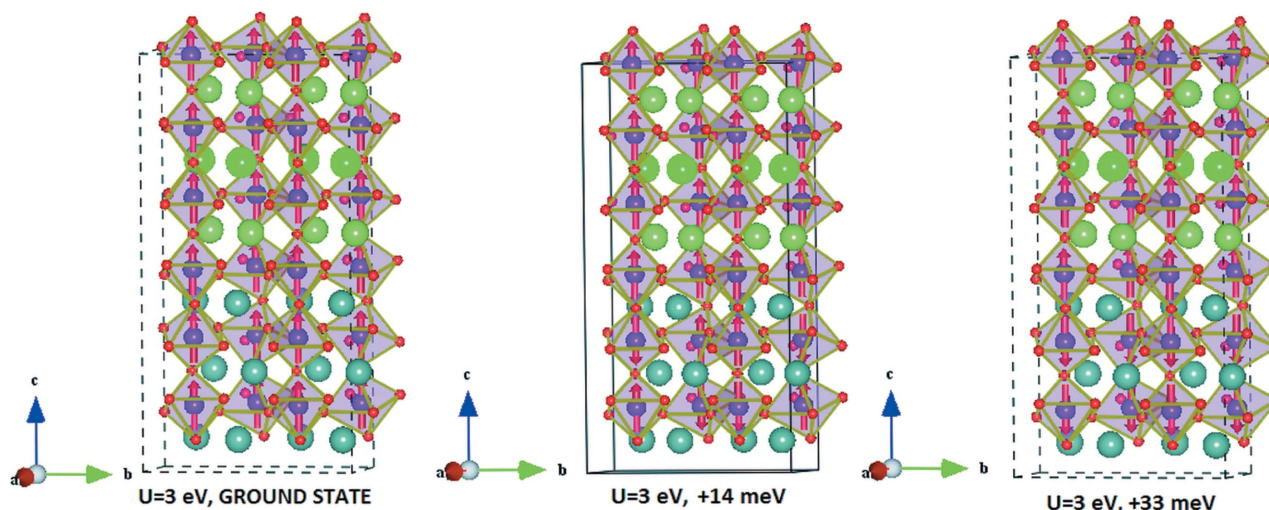 c
a
b
U=3 eV, GROUND STATE
c
a
b
U=3 eV, +14 meV
c
a
b
U=3 eV, +33 meV